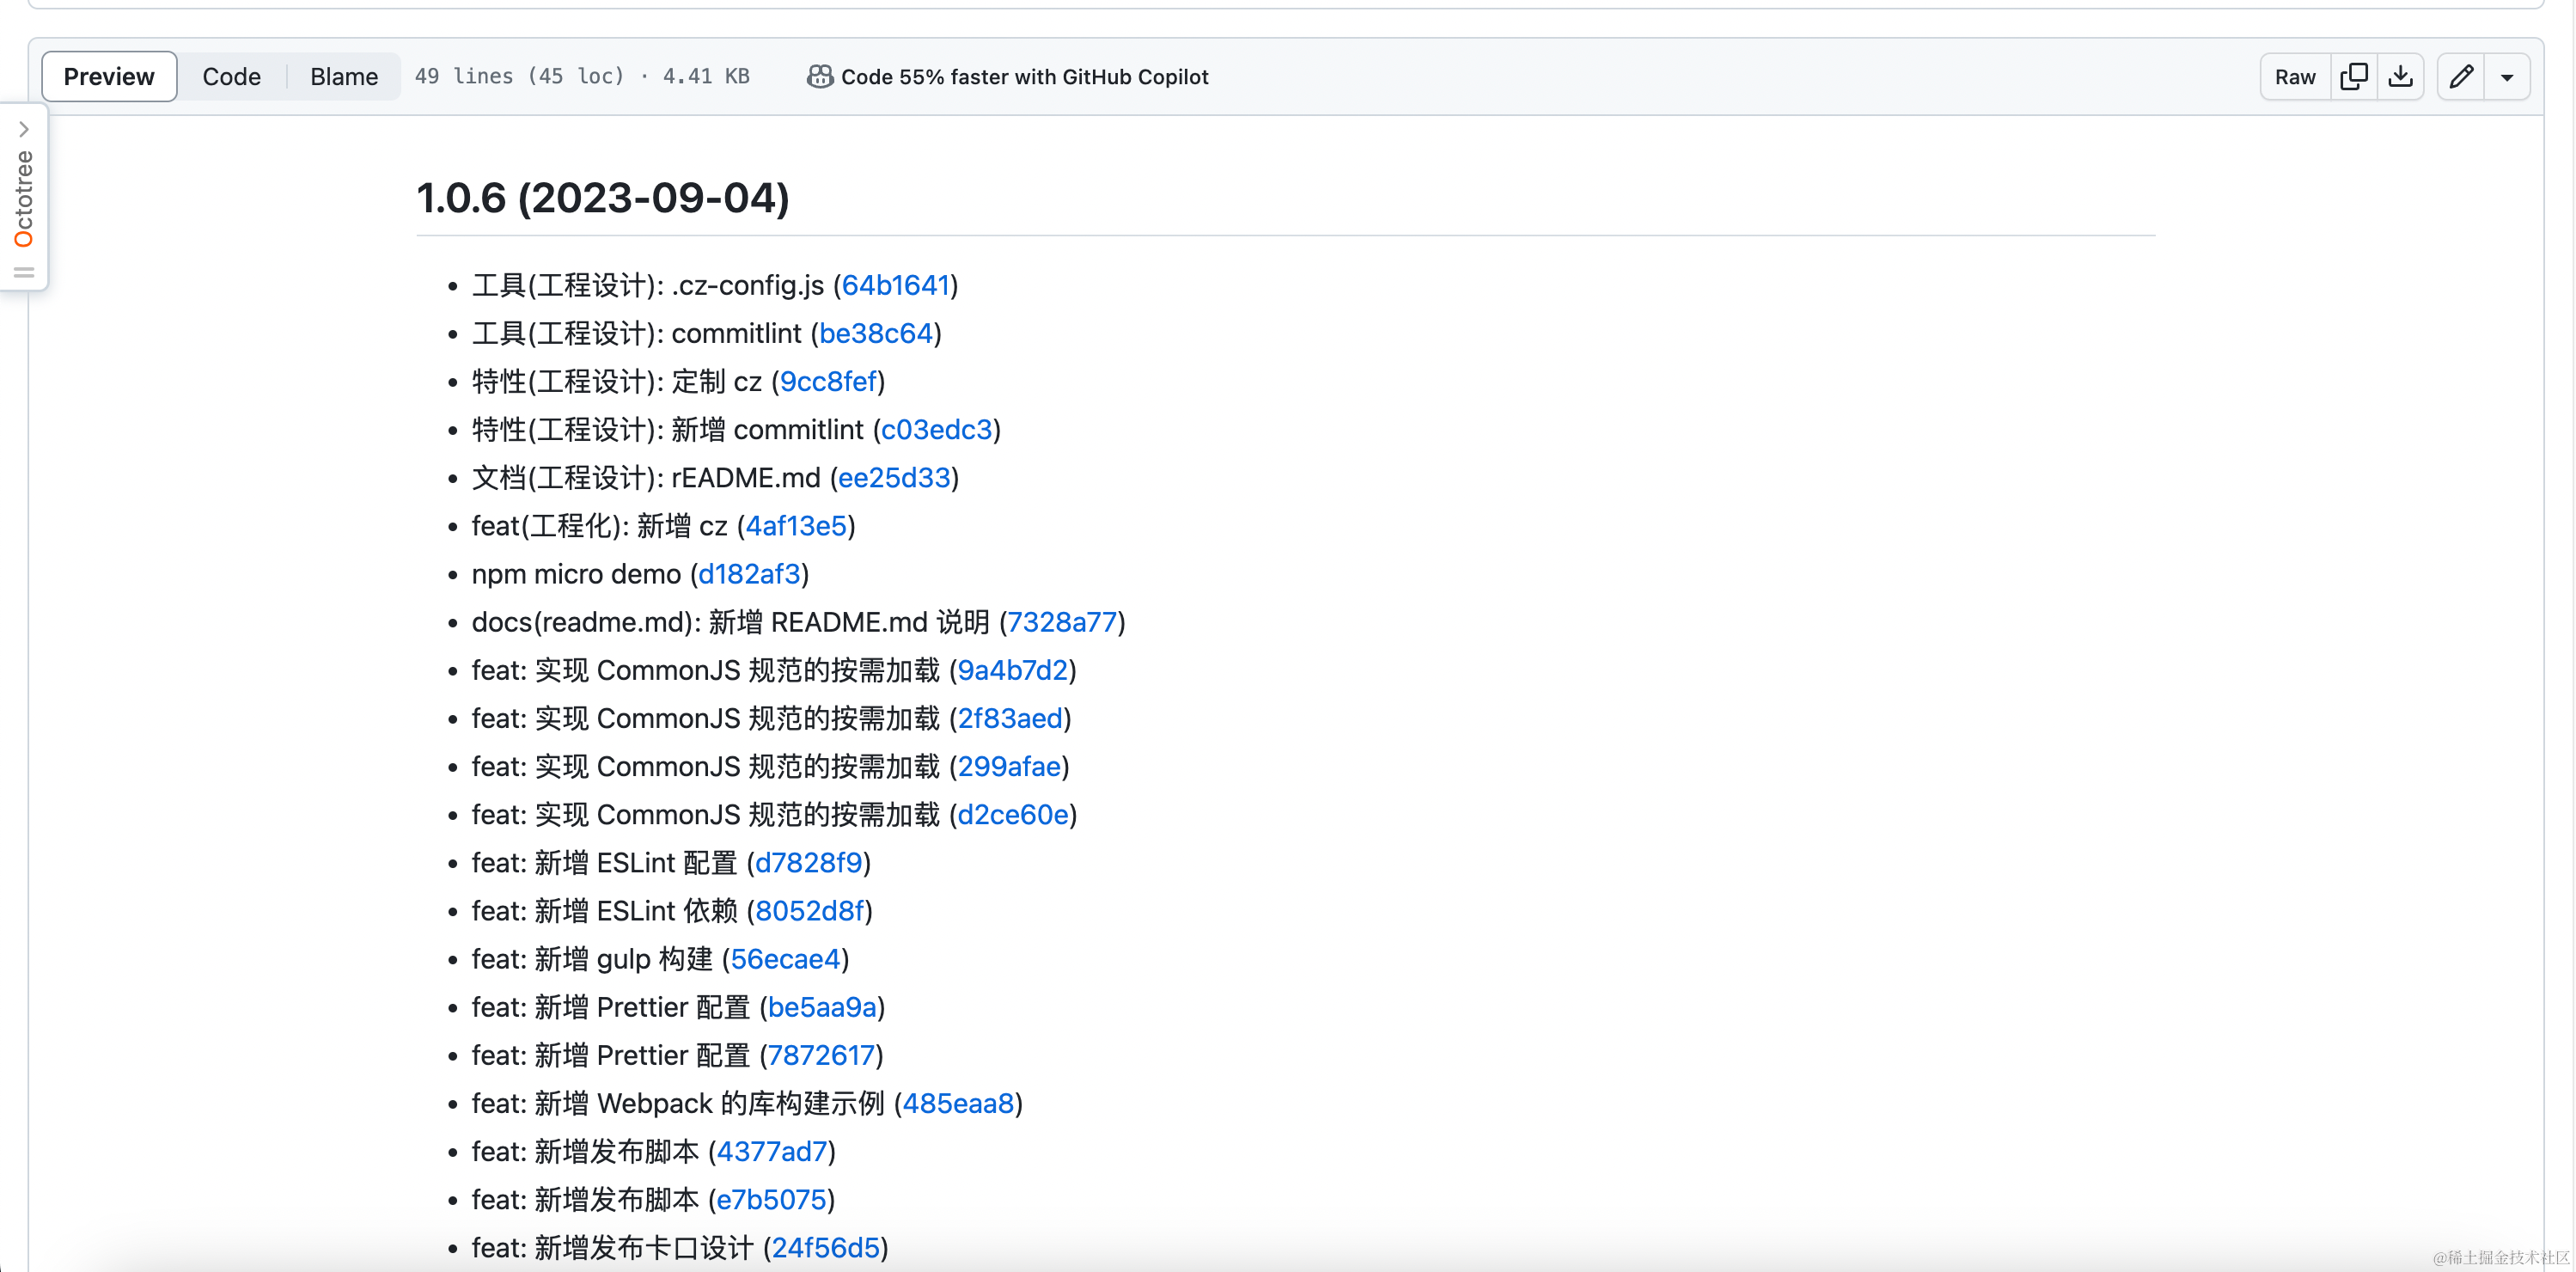 Preview Code Blame 49 lines (45 loc) · 4.41 KB Code 55% faster with GitHub Copilot Raw
Octotree
1.0.6 (2023-09-04)
工具(工程设计): .cz-config.js (64b1641)
工具(工程设计): commitlint (be38c64)
特性(工程设计): 定制 cz (9cc8fef)
特性(工程设计): 新增 commitlint (c03edc3)
文档(工程设计): rEADME.md (ee25d33)
feat(工程化): 新增 cz (4af13e5)
npm micro demo (d182af3)
docs(readme.md): 新增 README.md 说明 (7328a77)
feat: 实现 CommonJS 规范的按需加载 (9a4b7d2)
feat: 实现 CommonJS 规范的按需加载 (2f83aed)
feat: 实现 CommonJS 规范的按需加载 (299afae)
feat: 实现 CommonJS 规范的按需加载 (d2ce60e)
feat: 新增 ESLint 配置 (d7828f9)
feat: 新增 ESLint 依赖 (8052d8f)
feat: 新增 gulp 构建 (56ecae4)
feat: 新增 Prettier 配置 (be5aa9a)
feat: 新增 Prettier 配置 (7872617)
feat: 新增 Webpack 的库构建示例 (485eaa8)
feat: 新增发布脚本 (4377ad7)
feat: 新增发布脚本 (e7b5075)
feat: 新增发布卡口设计 (24f56d5)
@稀土掘金技术社区